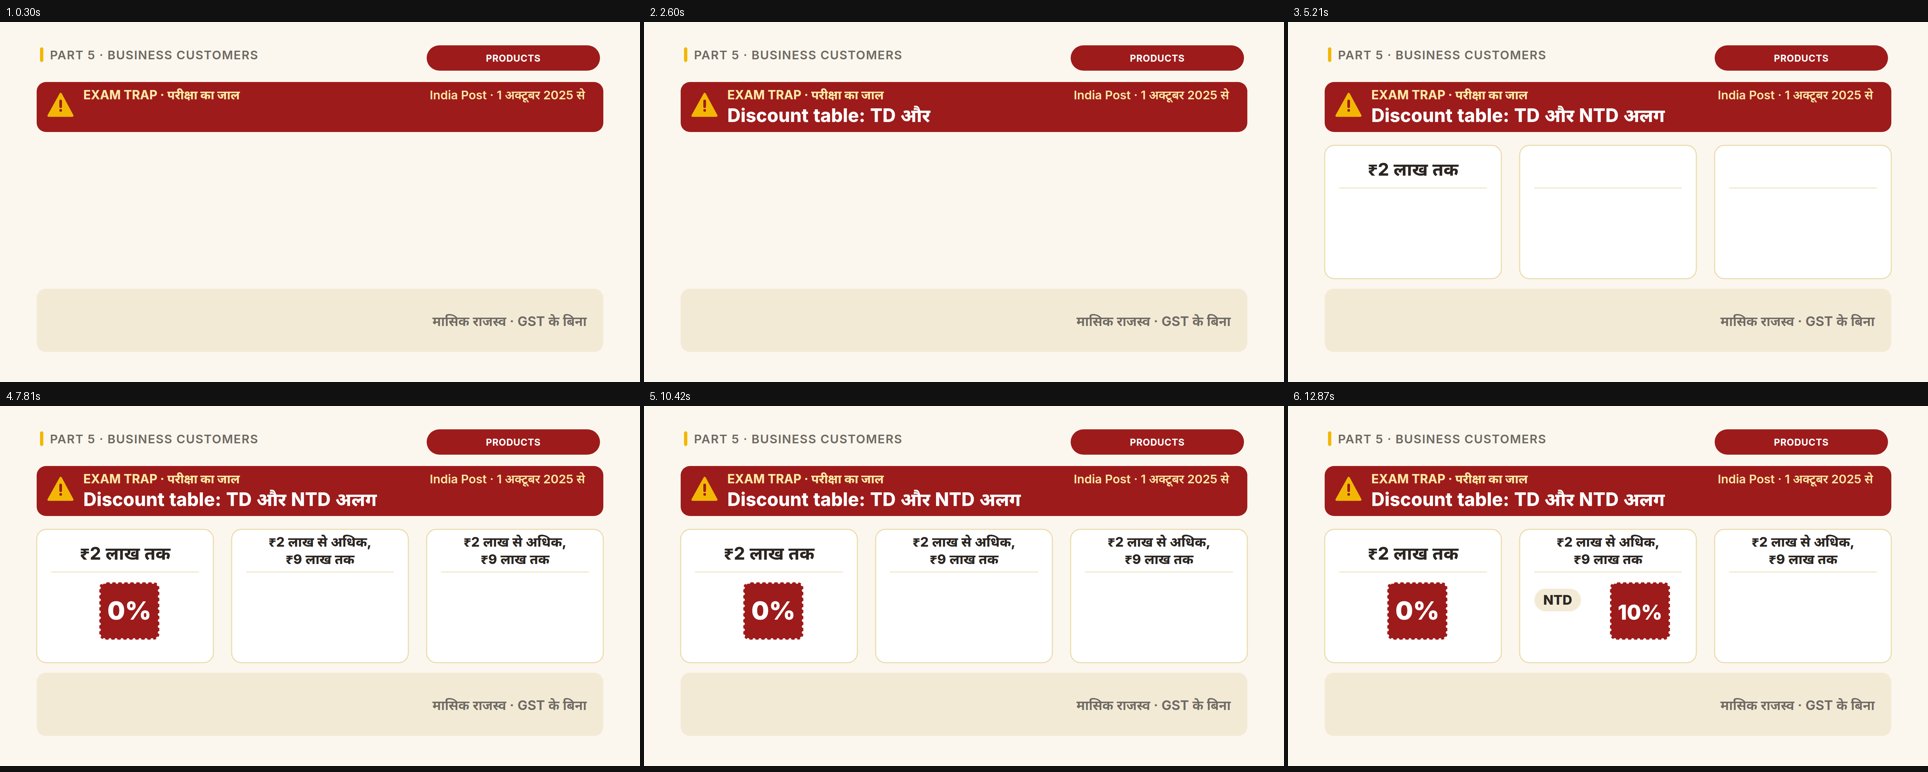 1. 0.30s
PART 5 · BUSINESS CUSTOMERS
PRODUCTS
EXAM TRAP · परीक्षा का जाल
India Post · 1 अक्टूबर 2025 से
मासिक राजस्व · GST के बिना
2. 2.60s
PART 5 · BUSINESS CUSTOMERS
PRODUCTS
EXAM TRAP · परीक्षा का जाल
India Post · 1 अक्टूबर 2025 से
Discount table: TD और
मासिक राजस्व · GST के बिना
3. 5.21s
PART 5 · BUSINESS CUSTOMERS
PRODUCTS
EXAM TRAP · परीक्षा का जाल
India Post · 1 अक्टूबर 2025 से
Discount table: TD और NTD अलग
₹2 लाख तक
मासिक राजस्व · GST के बिना
4. 7.81s
PART 5 · BUSINESS CUSTOMERS
PRODUCTS
EXAM TRAP · परीक्षा का जाल
India Post · 1 अक्टूबर 2025 से
Discount table: TD और NTD अलग
₹2 लाख तक
0%
₹2 लाख से अधिक,
₹9 लाख तक
₹2 लाख से अधिक,
₹9 लाख तक
मासिक राजस्व · GST के बिना
5. 10.42s
PART 5 · BUSINESS CUSTOMERS
PRODUCTS
EXAM TRAP · परीक्षा का जाल
India Post · 1 अक्टूबर 2025 से
Discount table: TD और NTD अलग
₹2 लाख तक
0%
₹2 लाख से अधिक,
₹9 लाख तक
₹2 लाख से अधिक,
₹9 लाख तक
मासिक राजस्व · GST के बिना
6. 12.87s
PART 5 · BUSINESS CUSTOMERS
PRODUCTS
EXAM TRAP · परीक्षा का जाल
India Post · 1 अक्टूबर 2025 से
Discount table: TD और NTD अलग
₹2 लाख तक
0%
₹2 लाख से अधिक,
₹9 लाख तक
NTD
10%
₹2 लाख से अधिक,
₹9 लाख तक
मासिक राजस्व · GST के बिना